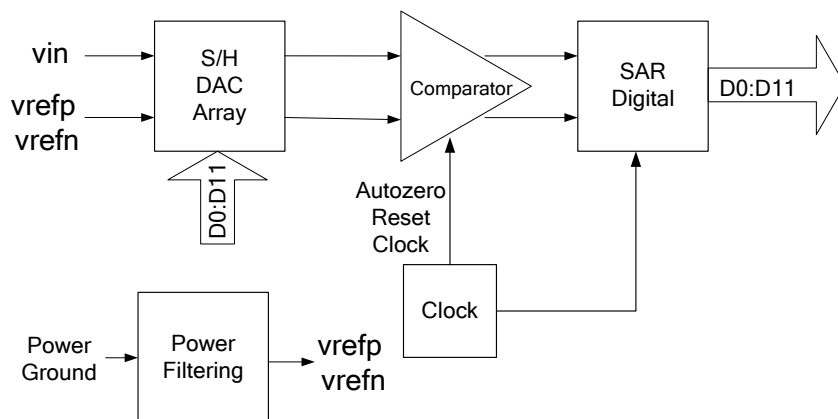 vin
vrefp
vrefn
S/H
DAC
Array
D0:D11
Comparator
SAR
Digital
D0:D11
Autozero
Reset
Clock
Clock
Power
Ground
Power
Filtering
vrefp
vrefn